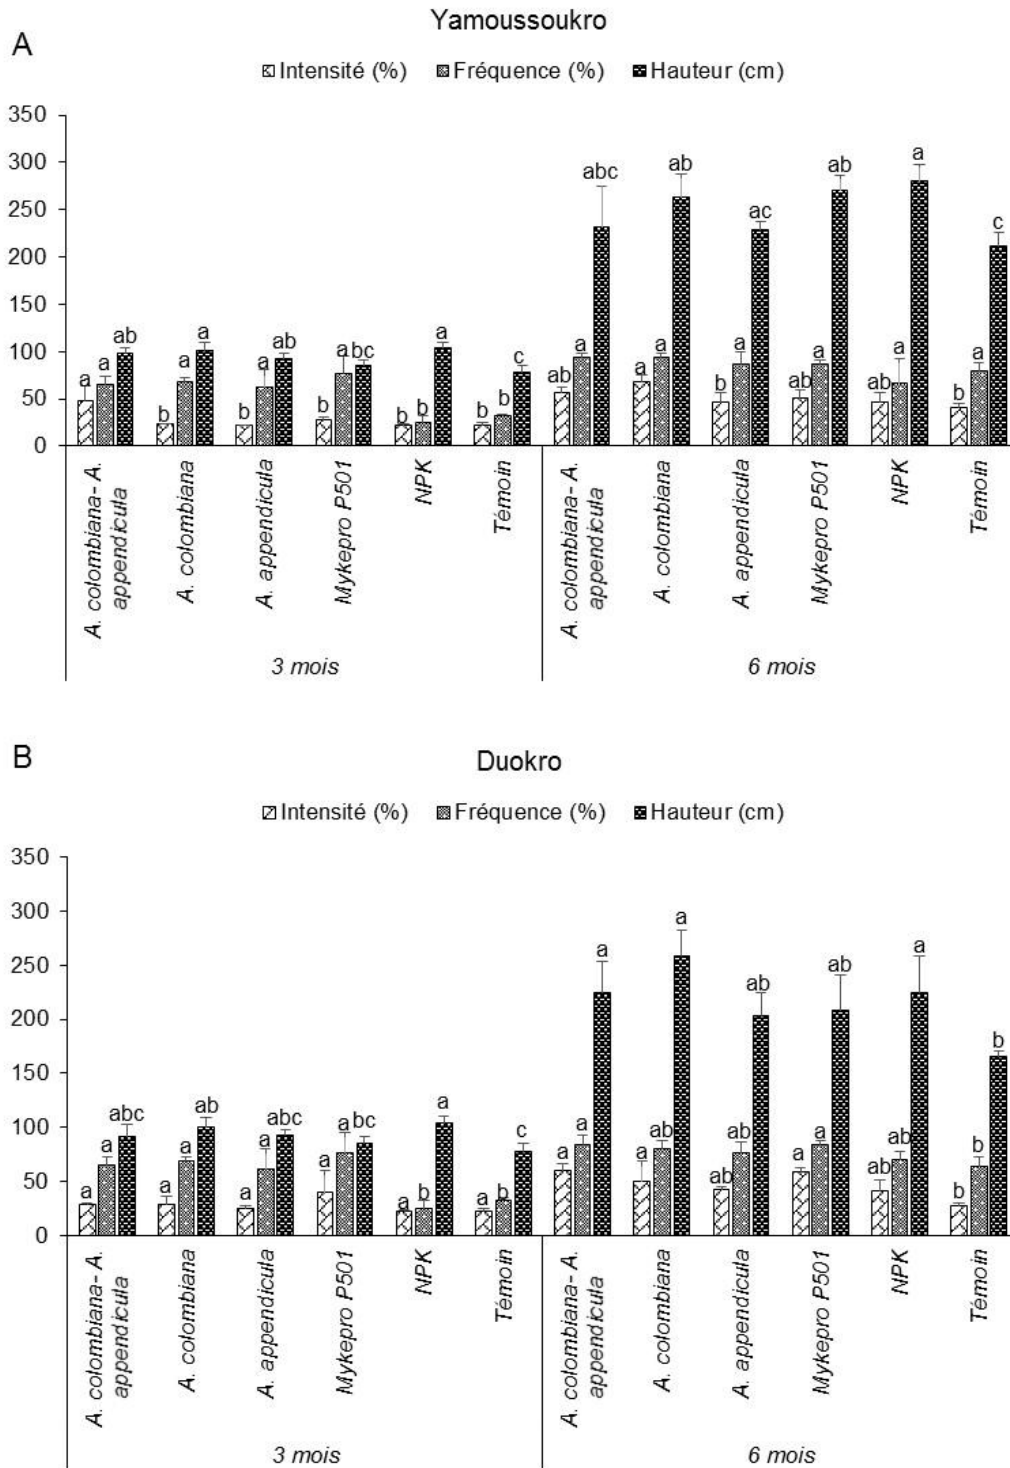 Yamoussoukro
A
Intensité (%) Fréquence (%) Hauteur (cm)
350
300
250
200
150
100
50
0
a a ab b a a b a ab b a bc b b a b b c ab a abc a a ab b a ac ab a ab ab a a b a c
A. colombiana- A. appendicula
A. colombiana
A. appendicula
Mykepro P501
NPK
Témoin
A. colombiana- A. appendicula
A. colombiana
A. appendicula
Mykepro P501
NPK
Témoin
3 mois 6 mois
B
Duokro
Intensité (%) Fréquence (%) Hauteur (cm)
350
300
250
200
150
100
50
0
a a abc a a ab a a abc a a bc a b a a b c a a a a ab a ab ab ab a a ab ab ab a b b b
A. colombiana- A. appendicula
A. colombiana
A. appendicula
Mykepro P501
NPK
Témoin
A. colombiana- A. appendicula
A. colombiana
A. appendicula
Mykepro P501
NPK
Témoin
3 mois 6 mois